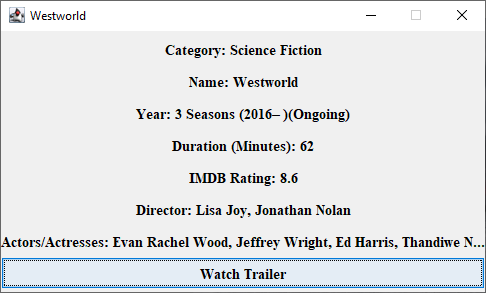 Westworld
Category: Science Fiction
Name: Westworld
Year: 3 Seasons (2016– )(Ongoing)
Duration (Minutes): 62
IMDB Rating: 8.6
Director: Lisa Joy, Jonathan Nolan
Actors/Actresses: Evan Rachel Wood, Jeffrey Wright, Ed Harris, Thandiwe N...
Watch Trailer